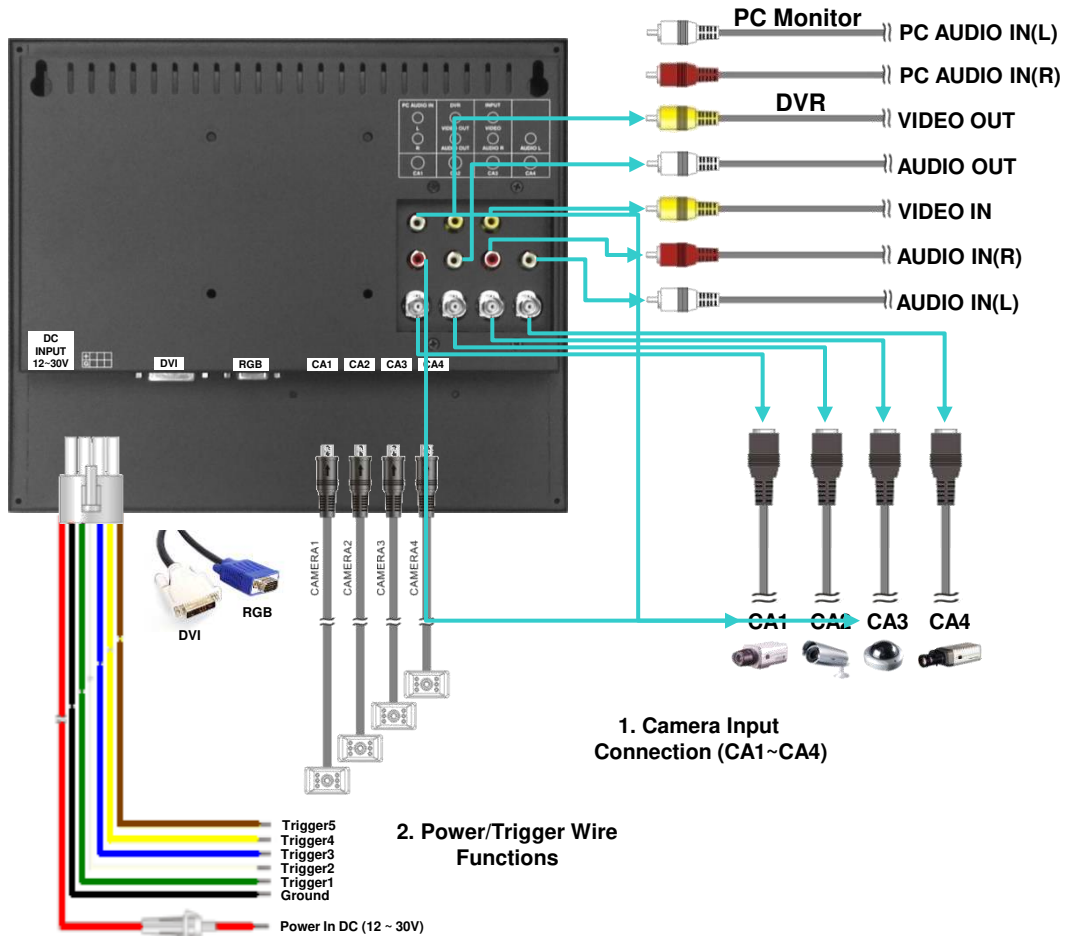 PC Monitor
PC AUDIO IN(L)
PC AUDIO IN(R)
DVR
VIDEO OUT
AUDIO OUT
VIDEO IN
AUDIO IN(R)
AUDIO IN(L)
PC AUDIO IN DVR INPUT
L VIDEO OUT VIDEO
R AUDIO OUT AUDIO R AUDIO L
CA1 CA2 CA3 CA4
DC
INPUT
12~30V
DVI
RGB
CA1 CA2 CA3 CA4
CAMERA1
CAMERA2
CAMERA3
CAMERA4
DVI
RGB
CA1 CA2 CA3 CA4
1. Camera Input
Connection (CA1~CA4)
2. Power/Trigger Wire
Functions
Trigger5
Trigger4
Trigger3
Trigger2
Trigger1
Ground
Power In DC (12 ~ 30V)